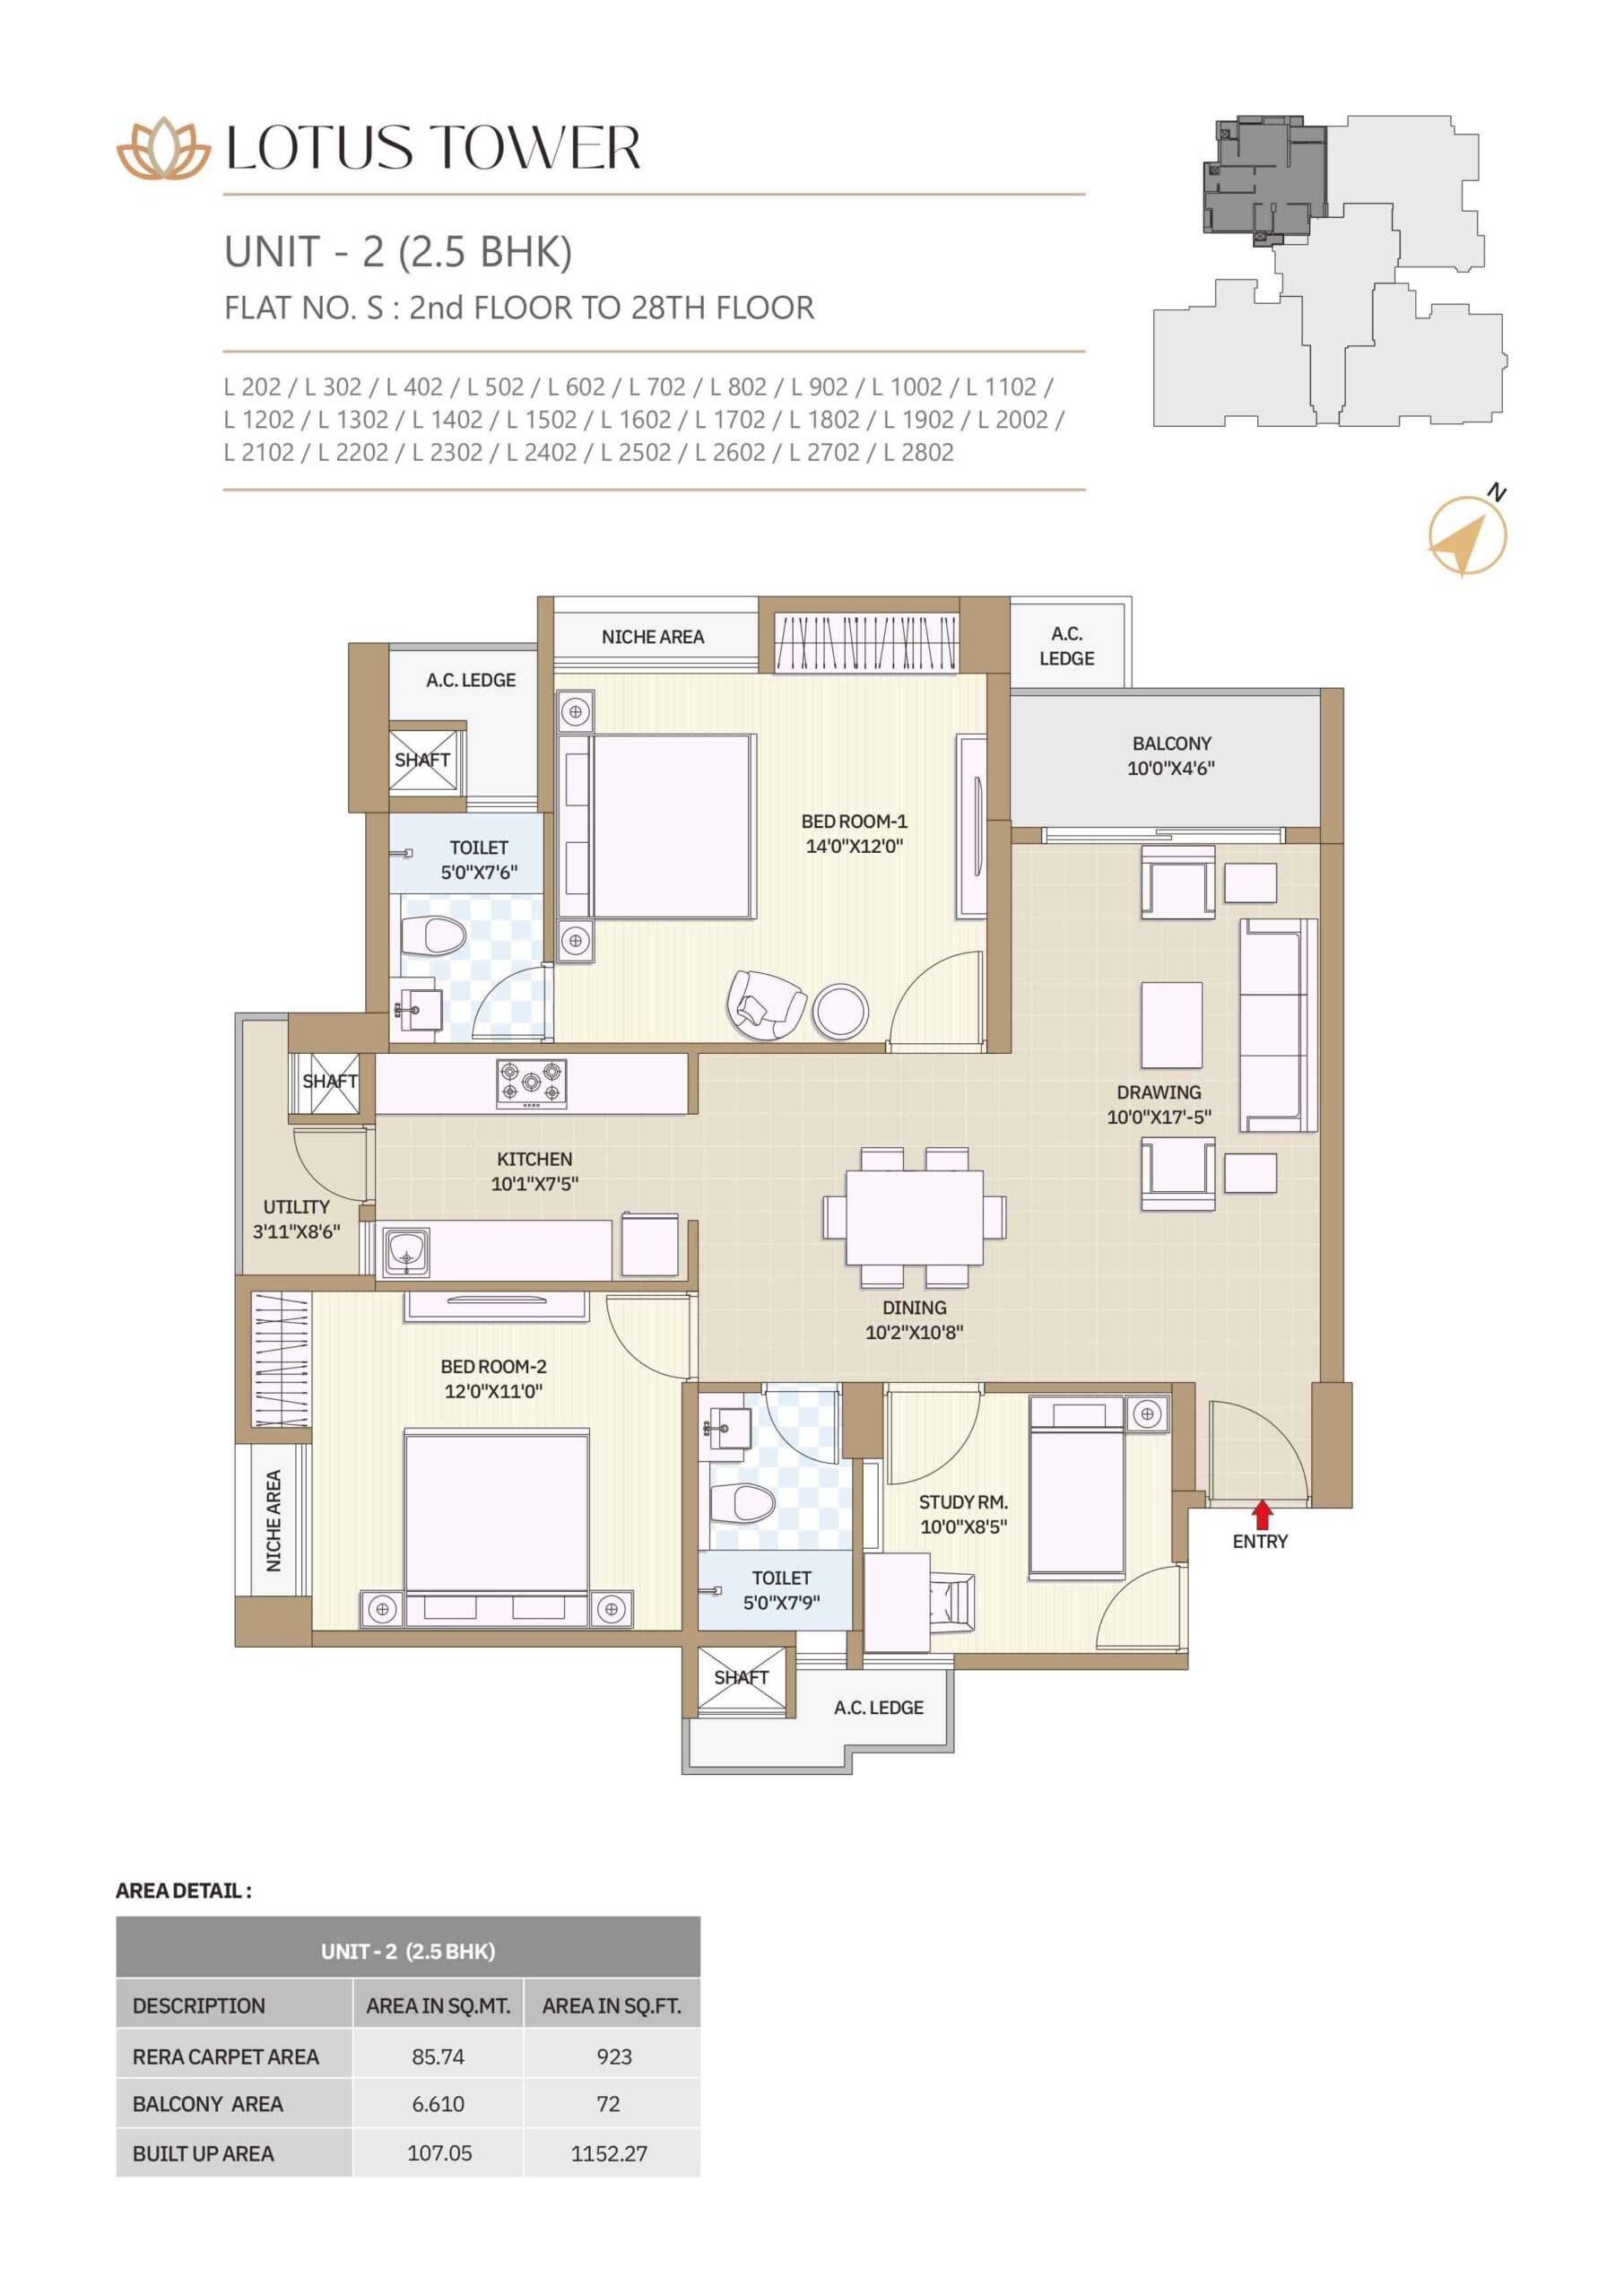 LOTUS TOWER
UNIT - 2 (2.5 BHK)
FLAT NO. S : 2nd FLOOR TO 28TH FLOOR
L 202 / L 302 / L 402 / L 502 / L 602 / L 702 / L 802 / L 902 / L 1002 / L 1102 /
L 1202 / L 1302 / L 1402 / L 1502 / L 1602 / L 1702 / L 1802 / L 1902 / L 2002 /
L 2102 / L 2202 / L 2302 / L 2402 / L 2502 / L 2602 / L 2702 / L 2802
N
NICHE AREA
A.C.
LEDGE
A.C. LEDGE
SHAFT
BALCONY
10'0"X4'6"
BED ROOM-1
14'0"X12'0"
TOILET
5'0"X7'6"
SHAFT
DRAWING
10'0"X17'-5"
KITCHEN
10'1"X7'5"
UTILITY
3'11"X8'6"
DINING
10'2"X10'8"
BED ROOM-2
12'0"X11'0"
NICHE AREA
STUDY RM.
10'0"X8'5"
ENTRY
TOILET
5'0"X7'9"
SHAFT
A.C. LEDGE
AREA DETAIL :
UNIT - 2 (2.5 BHK)
DESCRIPTION AREA IN SQ.MT. AREA IN SQ.FT.
RERA CARPET AREA 85.74 923
BALCONY AREA 6.610 72
BUILT UP AREA 107.05 1152.27